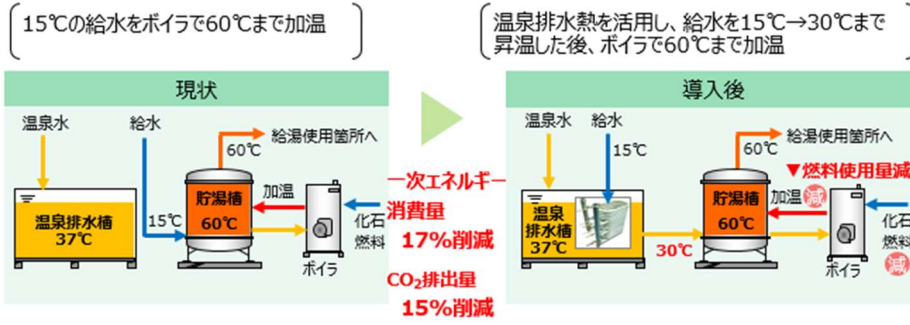 15℃の給水をボイラで60℃まで加温
温泉排水熱を活用し、給水を15℃→30℃まで
昇温した後、ボイラで60℃まで加温
現状
温泉水
給水
給湯使用箇所へ
60℃
貯湯槽
60℃
加温
温泉排水槽
37℃
15℃
化石
燃料
ボイラ
一次エネルギー
消費量
17%削減
CO₂排出量
15%削減
導入後
温泉水
給水
15℃
給湯使用箇所へ
60℃
▼燃料使用量減
貯湯槽
60℃
加温
減
温泉
排水槽
37℃
30℃
化石
燃料
減
ボイラ